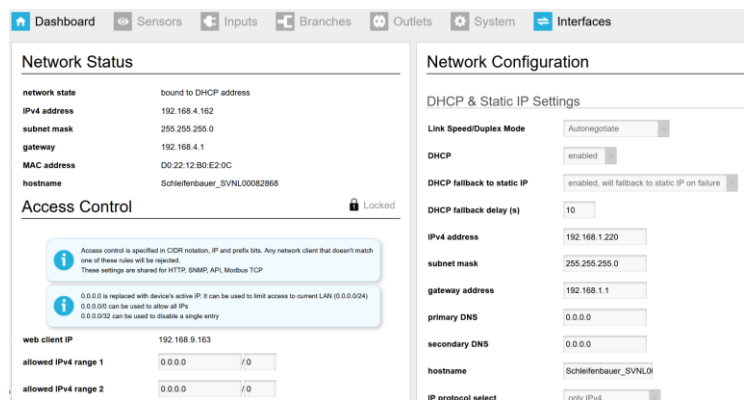 Dashboard Sensors Inputs Branches Outlets System Interfaces
Network Status
network state bound to DHCP address
IPv4 address 192.168.4.162
subnet mask 255.255.255.0
gateway 192.168.4.1
MAC address D0:22:12:B0:E2:0C
hostname Schleifenbauer_SVNL00082868
Access Control Locked
Access control is specified in CIDR notation, IP and prefix bits. Any network client that doesn't match
one of these rules will be rejected.
These settings are shared for HTTP, SNMP, API, Modbus TCP
0.0.0.0 is replaced with device's active IP. It can be used to limit access to current LAN (0.0.0.0/24)
0.0.0.0/0 can be used to allow all IPs
0.0.0.0/32 can be used to disable a single entry
web client IP 192.168.9.163
allowed IPv4 range 1 0.0.0.0 / 0
allowed IPv4 range 2 0.0.0.0 / 0
Network Configuration
DHCP & Static IP Settings
Link Speed/Duplex Mode Autonegotiate
DHCP enabled
DHCP fallback to static IP enabled, will fallback to static IP on failure
DHCP fallback delay (s) 10
IPv4 address 192.168.1.220
subnet mask 255.255.255.0
gateway address 192.168.1.1
primary DNS 0.0.0.0
secondary DNS 0.0.0.0
hostname Schleifenbauer_SVNL0
IP protocol select only IPv4